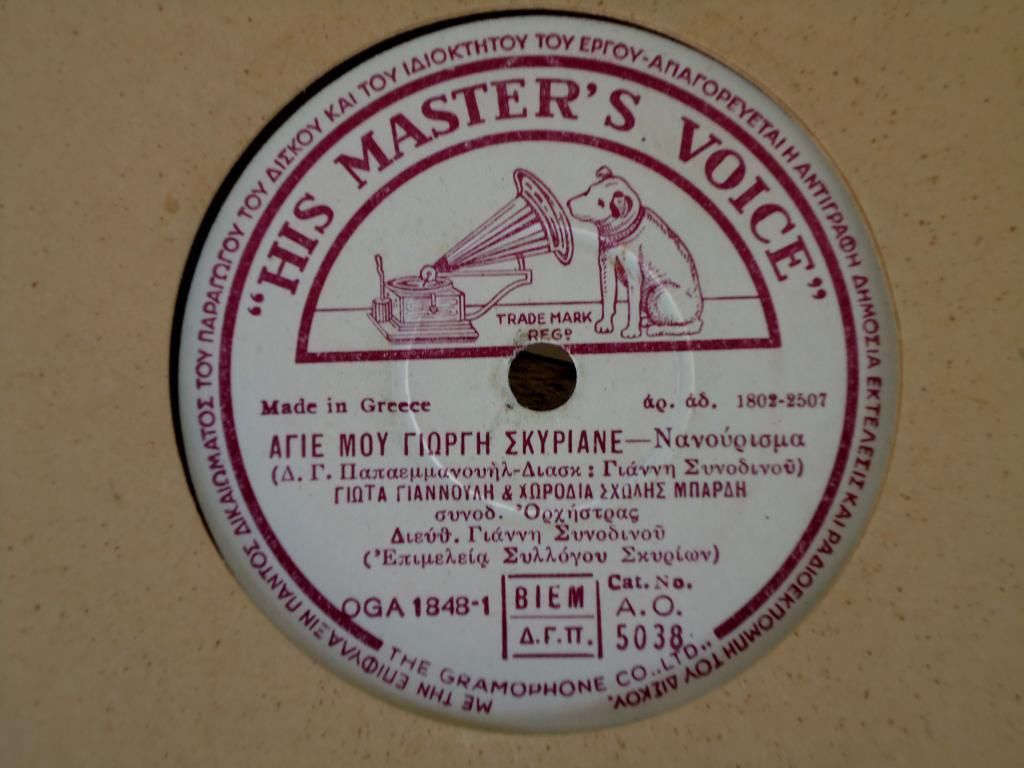 ΜΕ ΤΗΝ ΕΠΙΦΥΛΑΞΙΝ ΠΑΝΤΟΣ ΔΙΚΑΙΩΜΑΤΟΣ ΤΟΥ ΠΑΡΑΓΩΓΟΥ ΤΟΥ ΔΙΣΚΟΥ ΚΑΙ ΤΟΥ ΙΔΙΟΚΤΗΤΟΥ ΤΟΥ ΕΡΓΟΥ-ΑΠΑΓΟΡΕΥΕΤΑΙ Η ΑΝΤΙΓΡΑΦΗ ΔΗΜΟΣΙΑ ΕΚΤΕΛΕΣΙΣ ΚΑΙ ΡΑΔΙΟΕΚΠΟΜΠΗ ΤΟΥ ΔΙΣΚΟΥ.
"HIS MASTER'S VOICE"
TRADE MARK
REGD
Made in Greece
ἀρ. ἀδ. 1802-2507
ΑΓΙΕ ΜΟΥ ΓΙΩΡΓΗ ΣΚΥΡΙΑΝΕ—Νανούρισμα
(Δ. Γ. Παπαεμμανουήλ-Διασκ: Γιάννη Συνοδινοῦ)
ΓΙΩΤΑ ΓΙΑΝΝΟΥΛΗ & ΧΩΡΟΔΙΑ ΣΧΩΛΗΣ ΜΠΑΡΔΗ
συνοδ. Ὀρχήστρας
Διεύθ. Γιάννη Συνοδινοῦ
(Ἐπιμελείᾳ Συλλόγου Σκυρίων)
OGA 1848-1
BIEM
Δ.Γ.Π.
Cat. No.
A.O.
5038
THE GRAMOPHONE CO., LTD.,